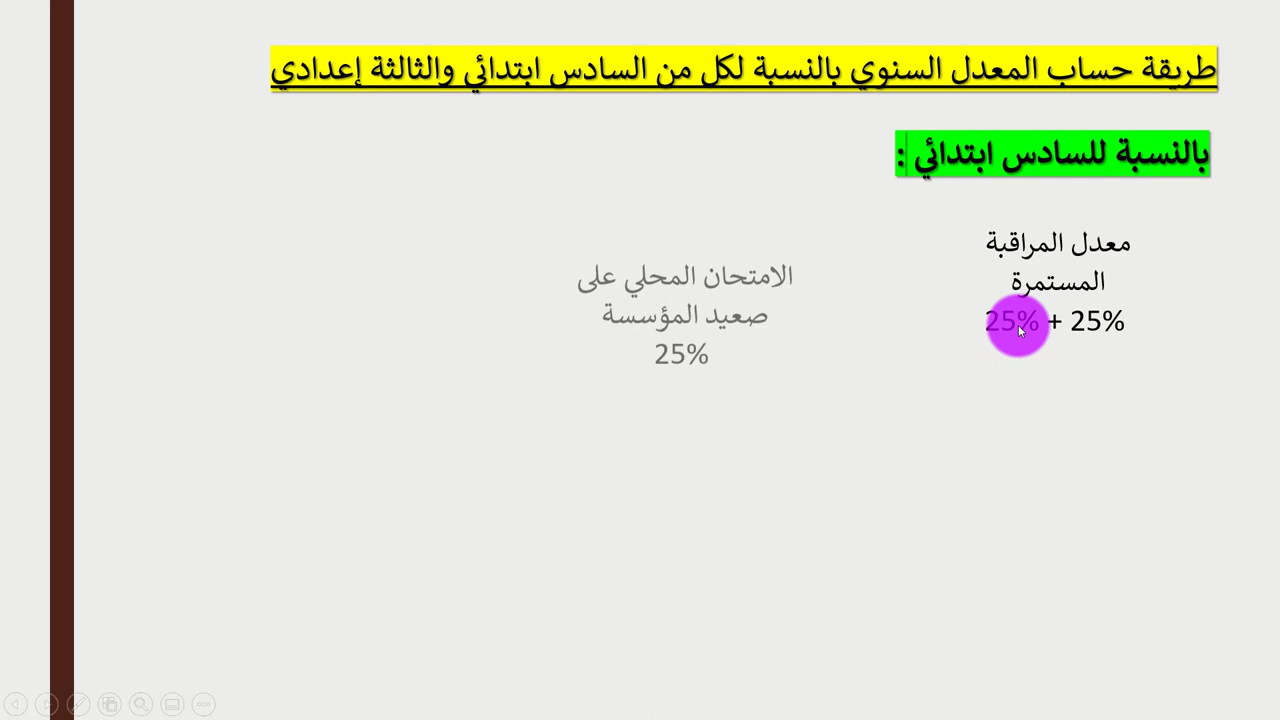 طريقة حساب المعدل السنوي بالنسبة لكل من السادس ابتدائي والثالثة إعدادي
بالنسبة للسادس ابتدائي :
معدل المراقبة
المستمرة
25% + 25%
الامتحان المحلي على
صعيد المؤسسة
25%